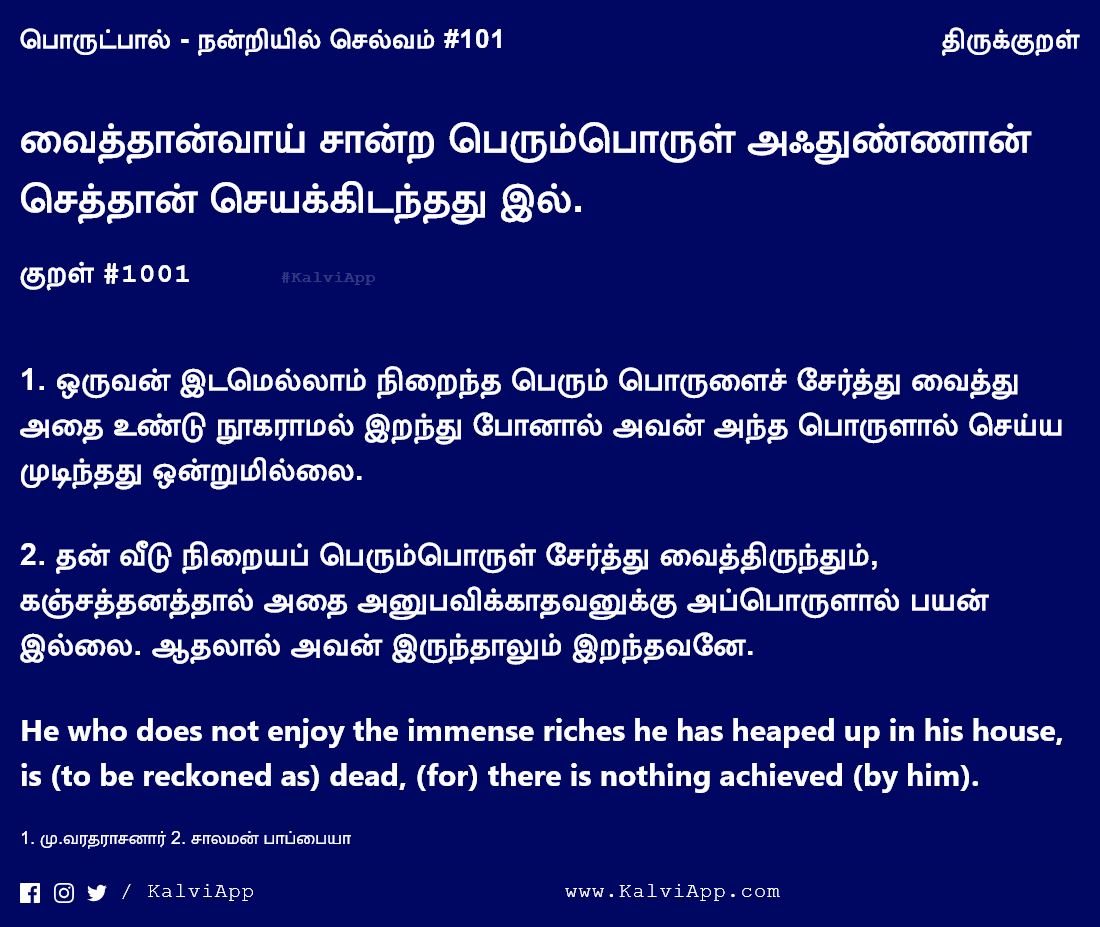 பொருட்பால் - நன்றியில் செல்வம் #101
திருக்குறள்
வைத்தான்வாய் சான்ற பெரும்பொருள் அஃதுண்ணான்
செத்தான் செயக்கிடந்தது இல்.
குறள் #1001
#KalviApp
1. ஒருவன் இடமெல்லாம் நிறைந்த பெரும் பொருளைச் சேர்த்து வைத்து
அதை உண்டு நூகராமல் இறந்து போனால் அவன் அந்த பொருளால் செய்ய
முடிந்தது ஒன்றுமில்லை.
2. தன் வீடு நிறையப் பெரும்பொருள் சேர்த்து வைத்திருந்தும்,
கஞ்சத்தனத்தால் அதை அனுபவிக்காதவனுக்கு அப்பொருளால் பயன்
இல்லை. ஆதலால் அவன் இருந்தாலும் இறந்தவனே.
He who does not enjoy the immense riches he has heaped up in his house,
is (to be reckoned as) dead, (for) there is nothing achieved (by him).
1. மு.வரதராசனார் 2. சாலமன் பாப்பையா
/ KalviApp
www.KalviApp.com